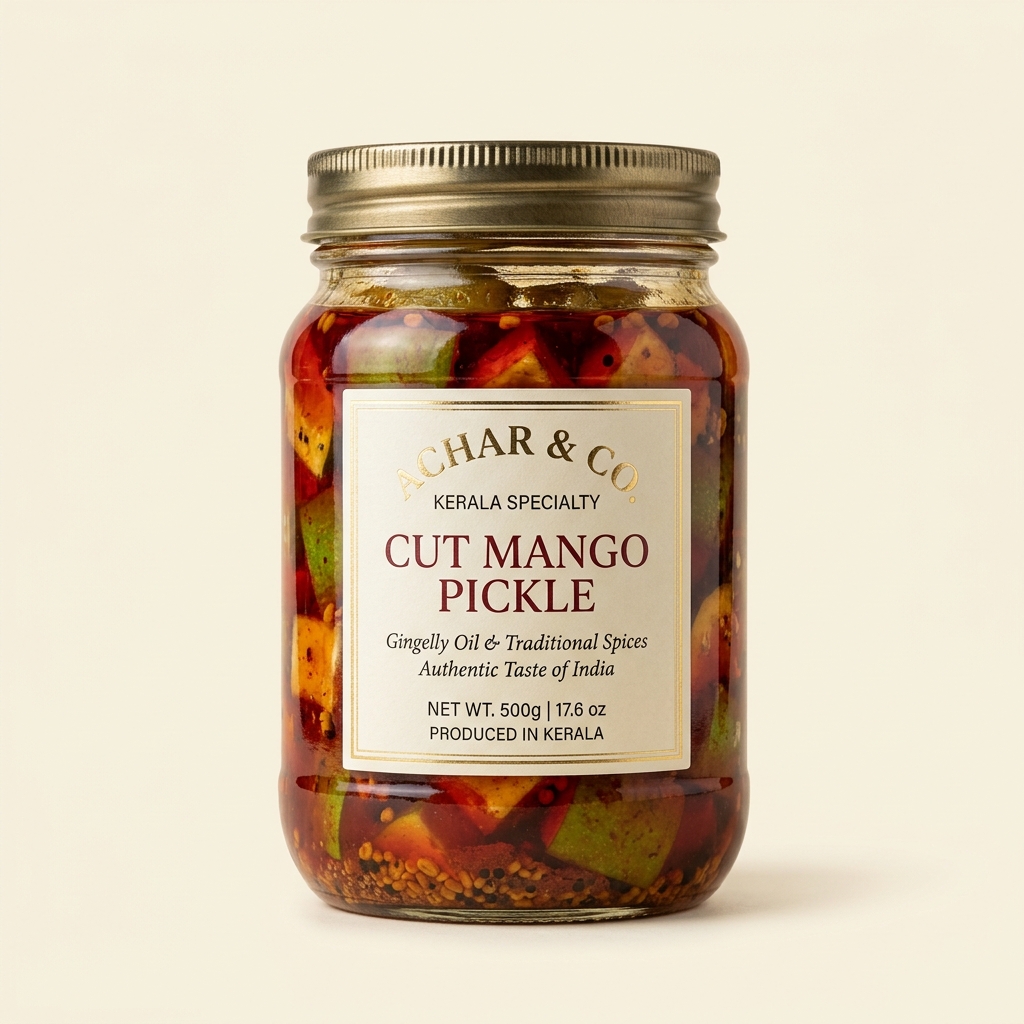 ACHAR & CO.
KERALA SPECIALTY
CUT MANGO
PICKLE
Gingelly Oil & Traditional Spices
Authentic Taste of India
NET WT. 500g | 17.6 oz
PRODUCED IN KERALA